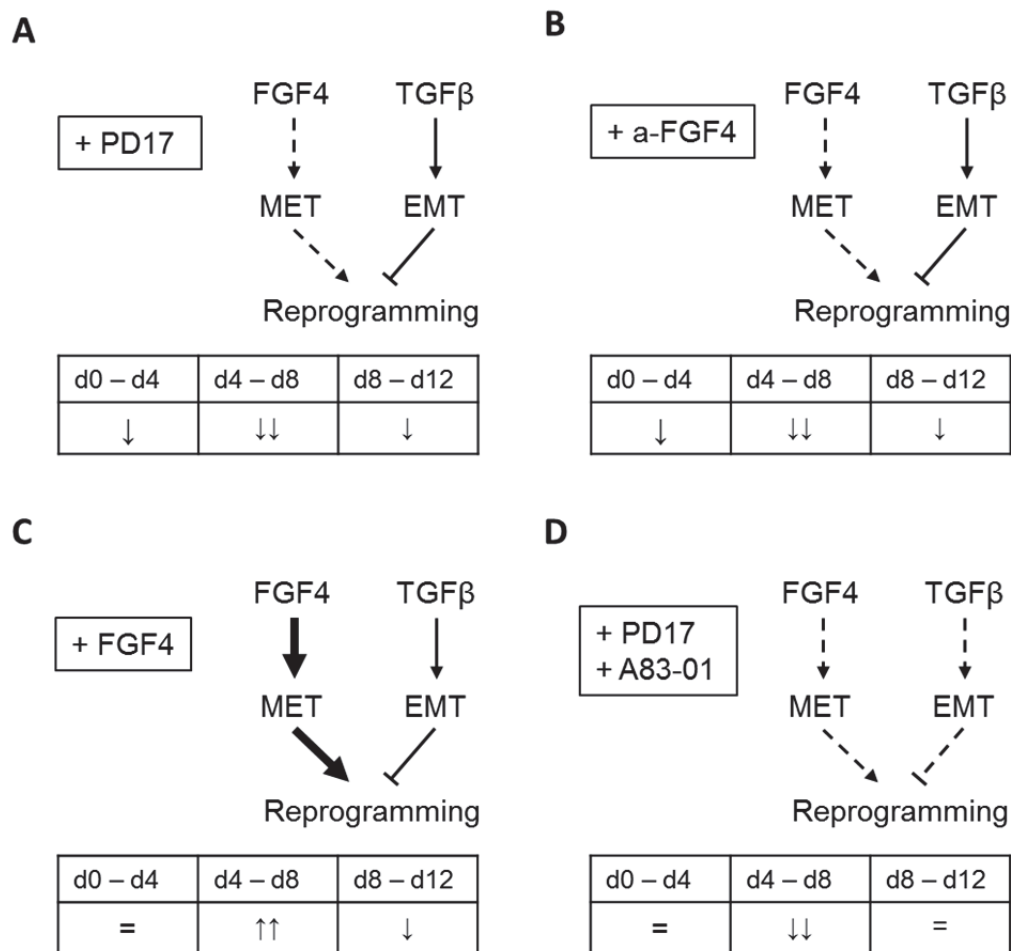 A
+ PD17
FGF4 TGFβ
MET EMT
Reprogramming
d0 – d4 d4 – d8 d8 – d12
↓ ↓↓ ↓
B
+ a-FGF4
FGF4 TGFβ
MET EMT
Reprogramming
d0 – d4 d4 – d8 d8 – d12
↓ ↓↓ ↓
C
+ FGF4
FGF4 TGFβ
MET EMT
Reprogramming
d0 – d4 d4 – d8 d8 – d12
= ↑↑ ↓
D
+ PD17
+ A83-01
FGF4 TGFβ
MET EMT
Reprogramming
d0 – d4 d4 – d8 d8 – d12
= ↓↓ =